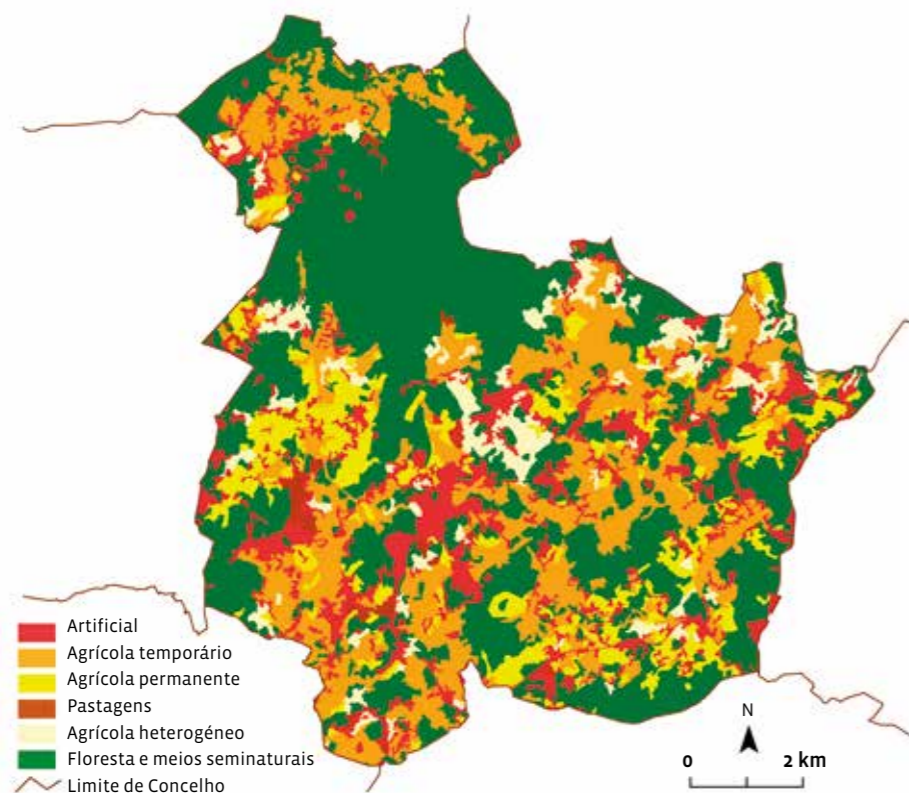 Artificial
Agrícola temporário
Agrícola permanente
Pastagens
Agrícola heterogéneo
Floresta e meios seminaturais
Limite de Concelho
N
0 2 km